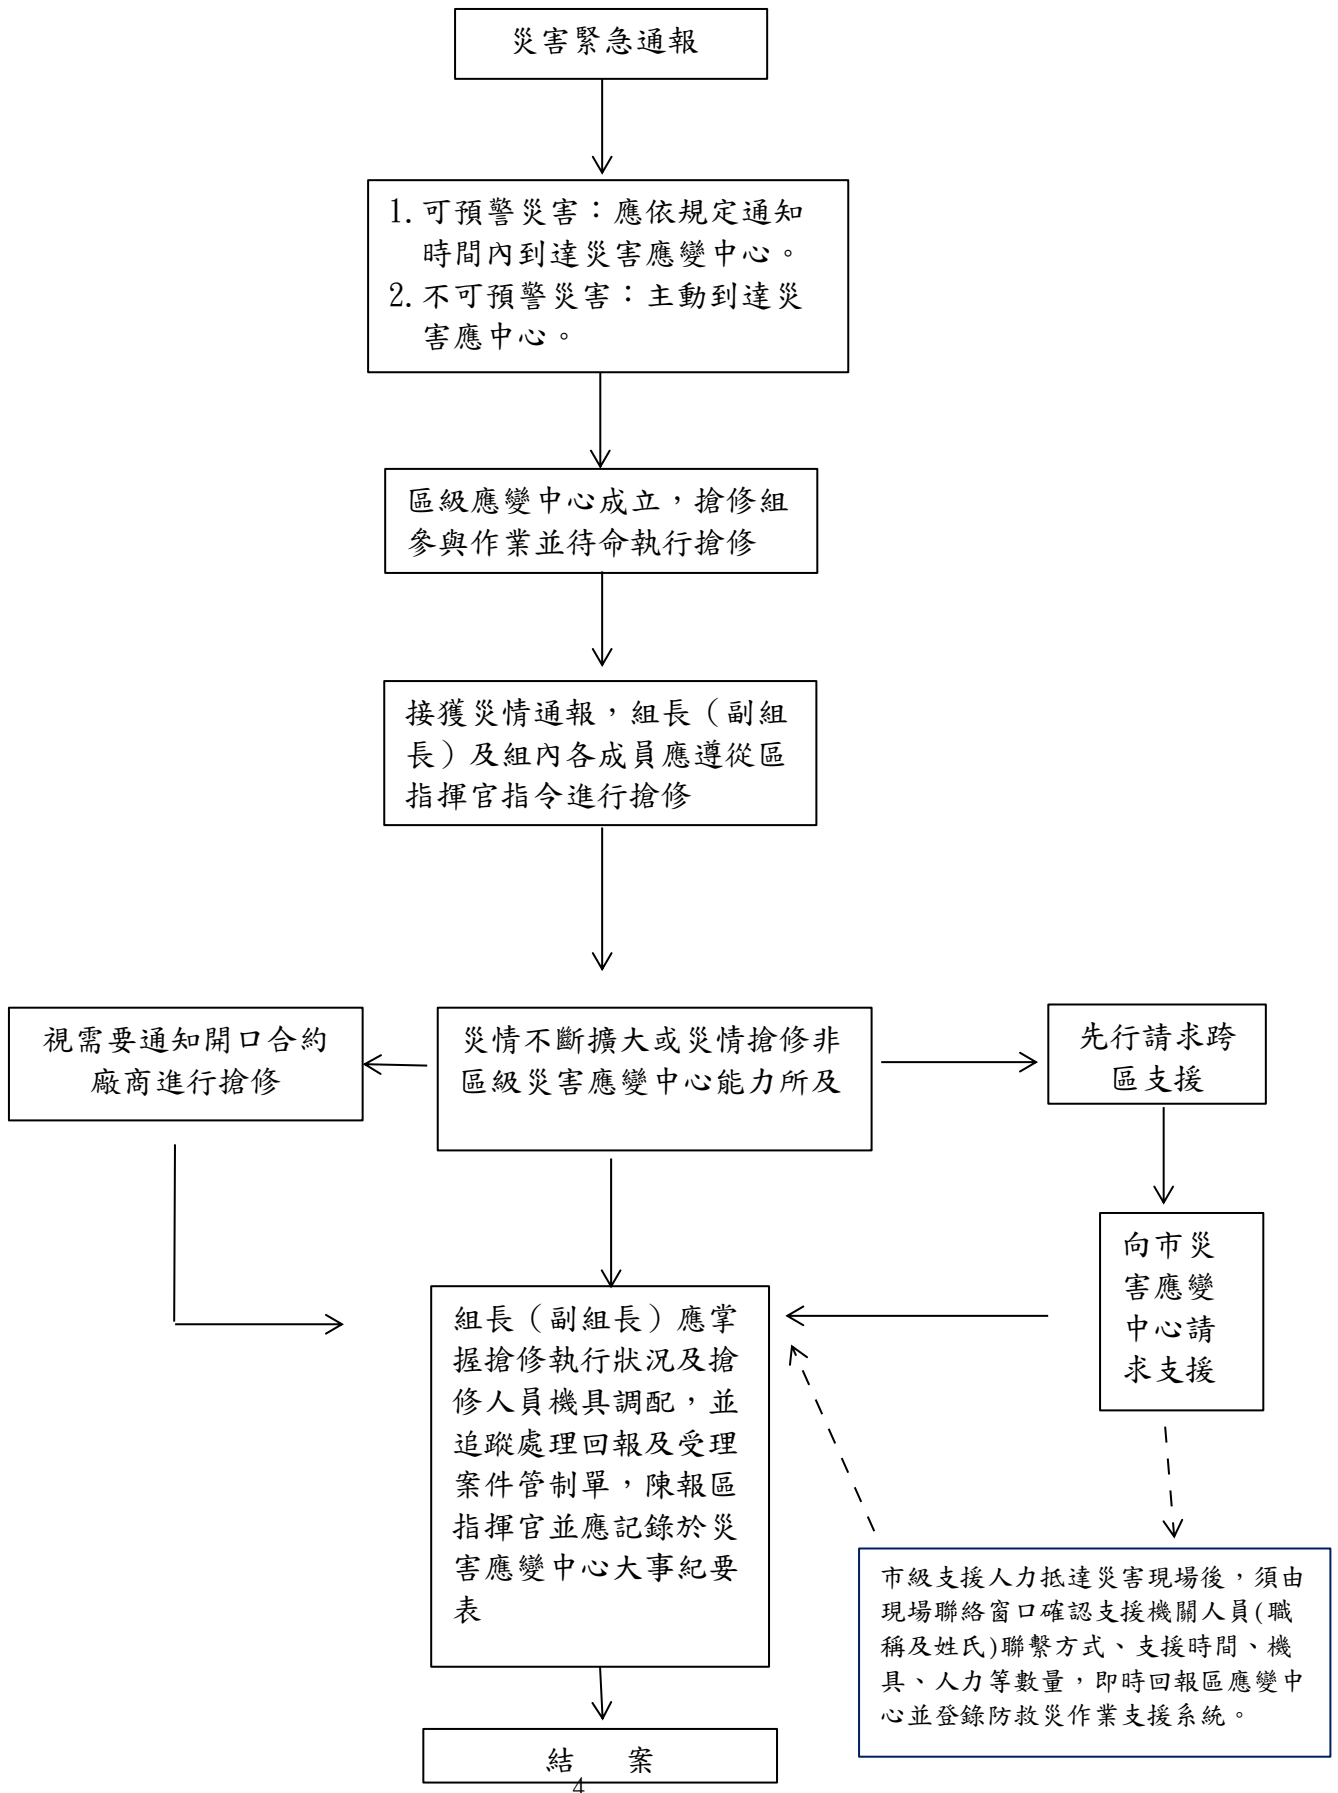 災害緊急通報
1. 可預警災害：應依規定通知
時間內到達災害應變中心。
2. 不可預警災害：主動到達災
害應中心。
區級應變中心成立，搶修組
參與作業並待命執行搶修
接獲災情通報，組長（副組
長）及組內各成員應遵從區
指揮官指令進行搶修
視需要通知開口合約
廠商進行搶修
災情不斷擴大或災情搶修非
區級災害應變中心能力所及
先行請求跨
區支援
向市災
害應變
中心請
求支援
組長（副組長）應掌
握搶修執行狀況及搶
修人員機具調配，並
追蹤處理回報及受理
案件管制單，陳報區
指揮官並應記錄於災
害應變中心大事紀要
表
市級支援人力抵達災害現場後，須由
現場聯絡窗口確認支援機關人員(職
稱及姓氏)聯繫方式、支援時間、機
具、人力等數量，即時回報區應變中
心並登錄防救災作業支援系統。
結　案
4